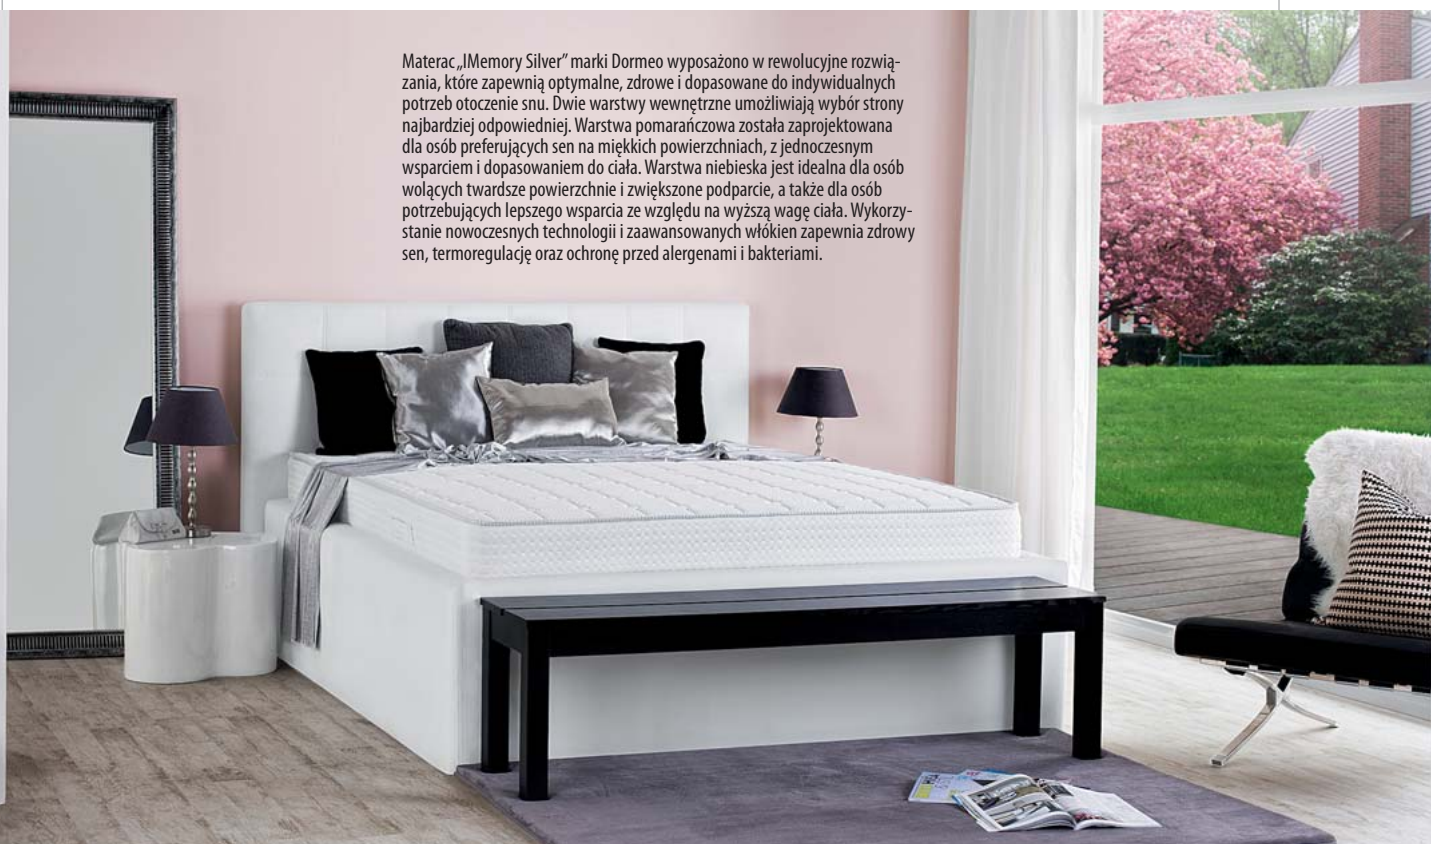 Materac „IMemory Silver” marki Dormeo wyposażono w rewolucyjne rozwią-
zania, które zapewnią optymalne, zdrowe i dopasowane do indywidualnych
potrzeb otoczenie snu. Dwie warstwy wewnętrzne umożliwiają wybór strony
najbardziej odpowiedniej. Warstwa pomarańczowa została zaprojektowana
dla osób preferujących sen na miękkich powierzchniach, z jednoczesnym
wsparciem i dopasowaniem do ciała. Warstwa niebieska jest idealna dla osób
wolących twardsze powierzchnie i zwiększone podparcie, a także dla osób
potrzebujących lepszego wsparcia ze względu na wyższą wagę ciała. Wykorzy-
stanie nowoczesnych technologii i zaawansowanych włókien zapewnia zdrowy
sen, termoregulację oraz ochronę przed alergenami i bakteriami.